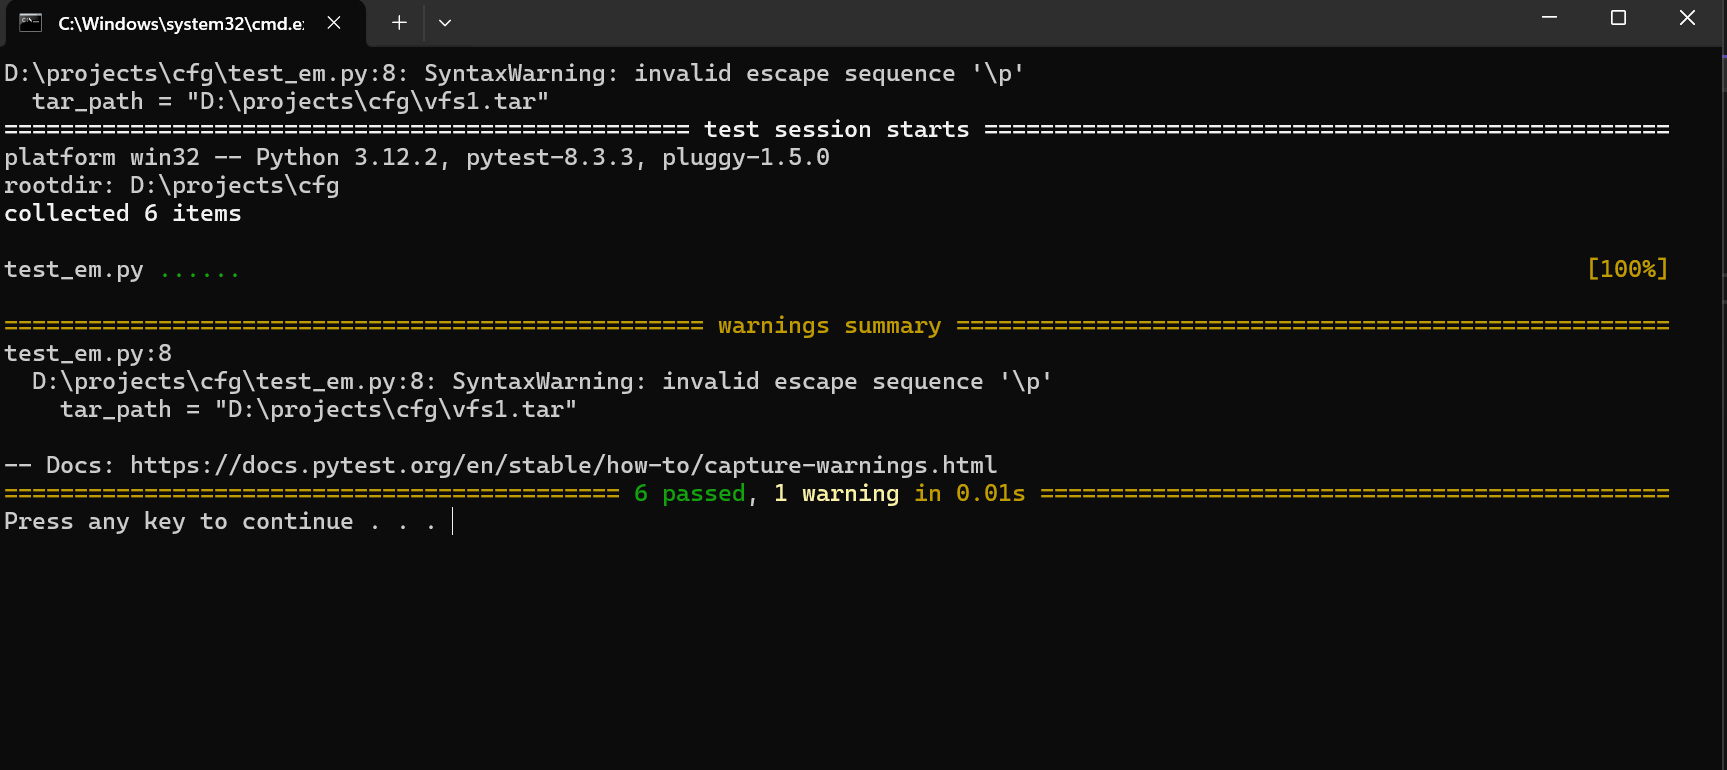 C:\Windows\system32\cmd.e
D:\projects\cfg\test_em.py:8: SyntaxWarning: invalid escape sequence '\p'
  tar_path = "D:\projects\cfg\vfs1.tar"
================================================= test session starts =================================================
platform win32 -- Python 3.12.2, pytest-8.3.3, pluggy-1.5.0
rootdir: D:\projects\cfg
collected 6 items

test_em.py ......                                                                                                [100%]

================================================== warnings summary ===================================================
test_em.py:8
  D:\projects\cfg\test_em.py:8: SyntaxWarning: invalid escape sequence '\p'
    tar_path = "D:\projects\cfg\vfs1.tar"

-- Docs: https://docs.pytest.org/en/stable/how-to/capture-warnings.html
============================================ 6 passed, 1 warning in 0.01s =============================================
Press any key to continue . . .